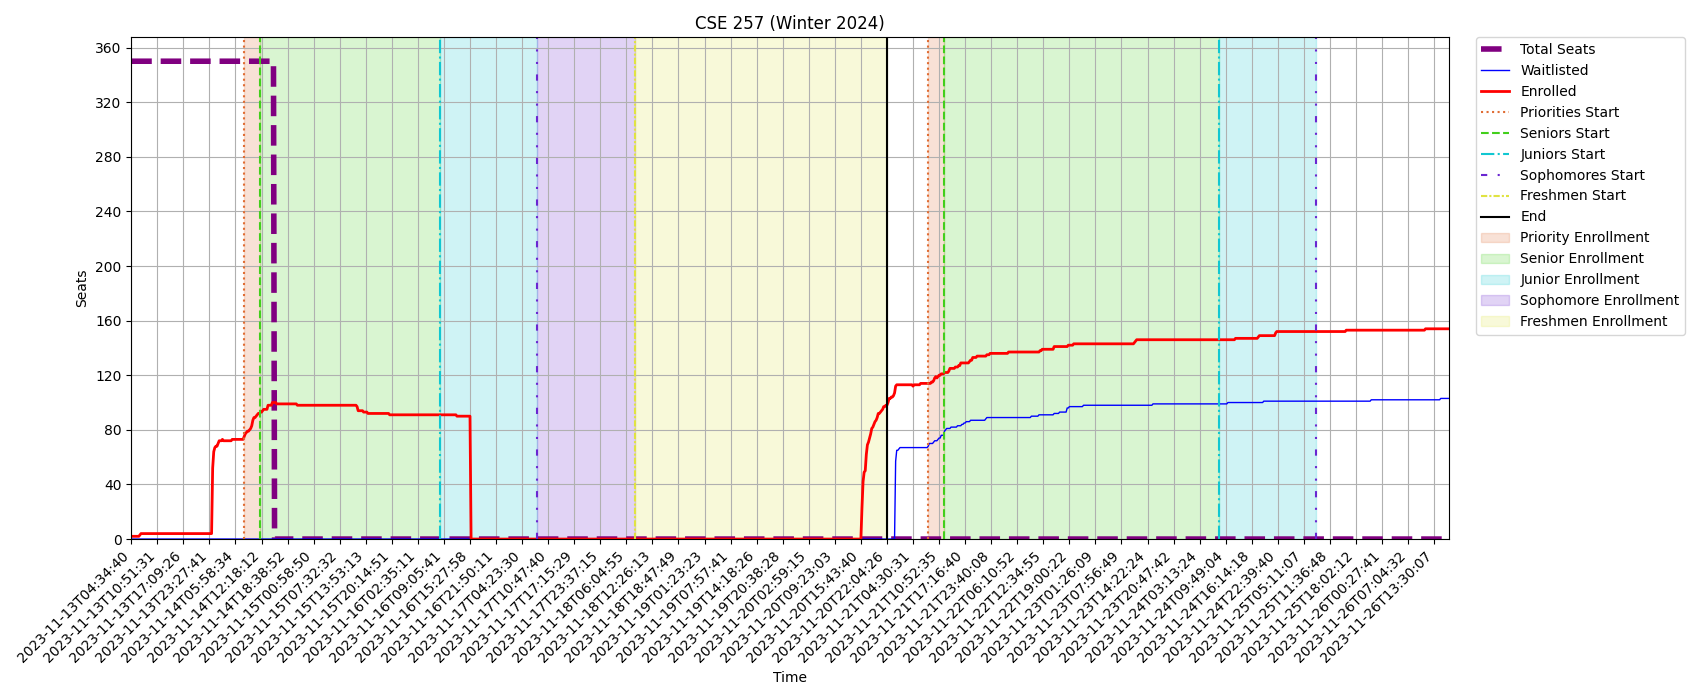 CSE 257 (Winter 2024)
Seats
360
320
280
240
200
160
120
80
40
0
2023-11-13T04:34:40
2023-11-13T10:51:31
2023-11-13T17:09:26
2023-11-13T23:27:41
2023-11-14T05:58:34
2023-11-14T12:18:12
2023-11-14T18:38:52
2023-11-15T00:58:50
2023-11-15T07:32:32
2023-11-15T13:53:13
2023-11-15T20:14:51
2023-11-16T02:35:11
2023-11-16T09:05:41
2023-11-16T15:27:58
2023-11-16T21:50:11
2023-11-17T04:23:30
2023-11-17T10:47:40
2023-11-17T17:15:29
2023-11-17T23:37:15
2023-11-18T06:04:55
2023-11-18T12:26:13
2023-11-18T18:47:49
2023-11-19T01:23:23
2023-11-19T07:57:41
2023-11-19T14:18:26
2023-11-19T20:38:28
2023-11-20T02:59:15
2023-11-20T09:23:03
2023-11-20T15:43:40
2023-11-20T22:04:26
2023-11-21T04:30:31
2023-11-21T10:52:35
2023-11-21T17:16:40
2023-11-21T23:40:08
2023-11-22T06:10:52
2023-11-22T12:34:55
2023-11-22T19:00:22
2023-11-23T01:26:09
2023-11-23T07:56:49
2023-11-23T14:22:24
2023-11-23T20:47:42
2023-11-24T03:13:24
2023-11-24T09:49:04
2023-11-24T16:14:18
2023-11-24T22:39:40
2023-11-25T05:11:07
2023-11-25T11:36:48
2023-11-25T18:02:12
2023-11-26T00:27:41
2023-11-26T07:04:32
2023-11-26T13:30:07
Time
Total Seats
Waitlisted
Enrolled
Priorities Start
Seniors Start
Juniors Start
Sophomores Start
Freshmen Start
End
Priority Enrollment
Senior Enrollment
Junior Enrollment
Sophomore Enrollment
Freshmen Enrollment